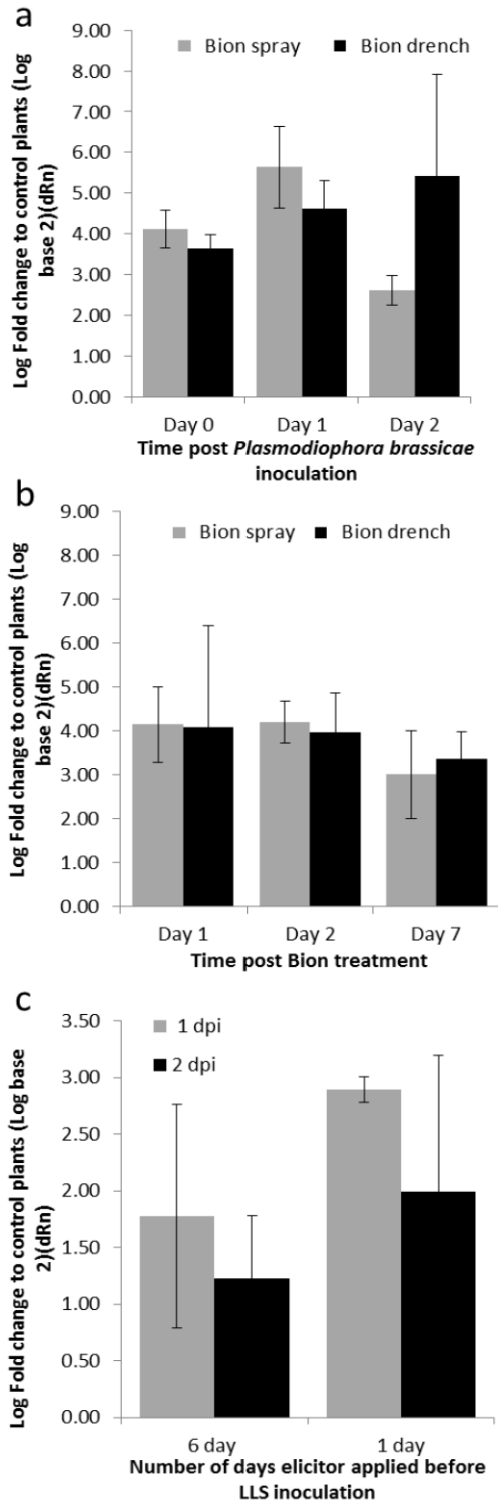 a
Log Fold change to control plants (Log
base 2)(dRn)
9.00
8.00
7.00
6.00
5.00
4.00
3.00
2.00
1.00
0.00
Bion spray
Bion drench
Day 0
Day 1
Day 2
Time post Plasmodiophora brassicae
inoculation
b
Log Fold change to control plants (Log
base 2)(dRn)
9.00
8.00
7.00
6.00
5.00
4.00
3.00
2.00
1.00
0.00
Bion spray
Bion drench
Day 1
Day 2
Day 7
Time post Bion treatment
c
Log Fold change to control plants (Log base
2)(dRn)
3.50
3.00
2.50
2.00
1.50
1.00
0.50
0.00
1 dpi
2 dpi
6 day
1 day
Number of days elicitor applied before
LLS inoculation